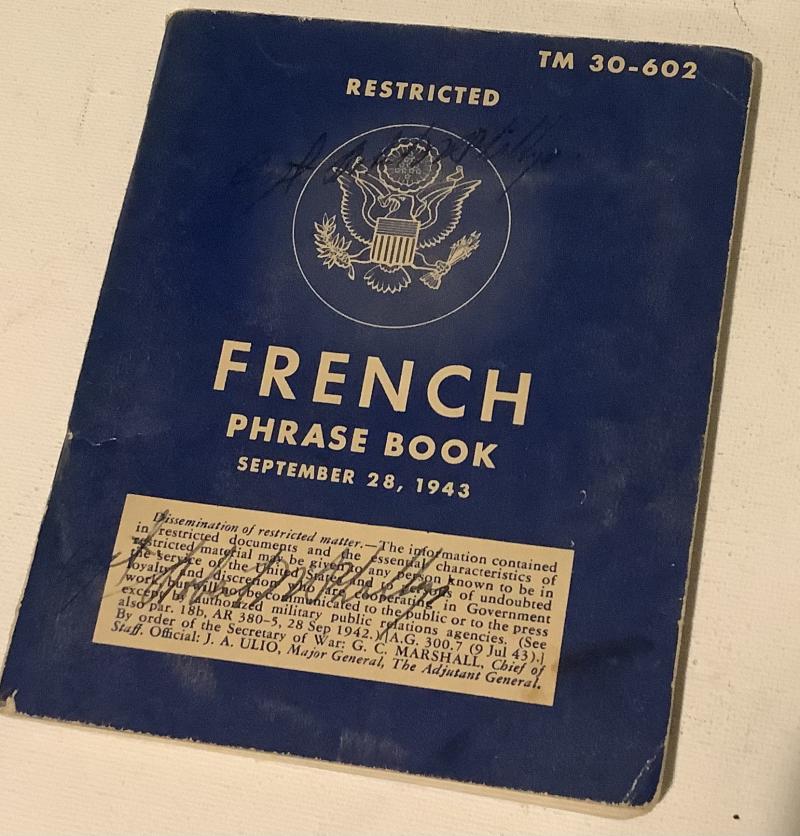 TM 30-602
RESTRICTED
FRENCH
PHRASE BOOK
SEPTEMBER 28, 1943
Dissemination of restricted matter.—The information contained
in restricted documents and the essential characteristics of
restricted material may be given to any person known to be in
the service of the United States and to persons of undoubted
loyalty and discretion who are cooperating in Government
work, but will not be communicated to the public or to the press
except by authorized military public relations agencies. (See
also par. 18b, AR 380-5, 28 Sep 1942.) [A.G. 300.7 (9 Jul 43).]
By order of the Secretary of War: G. C. MARSHALL, Chief of
Staff. Official: J. A. ULIO, Major General, The Adjutant General.